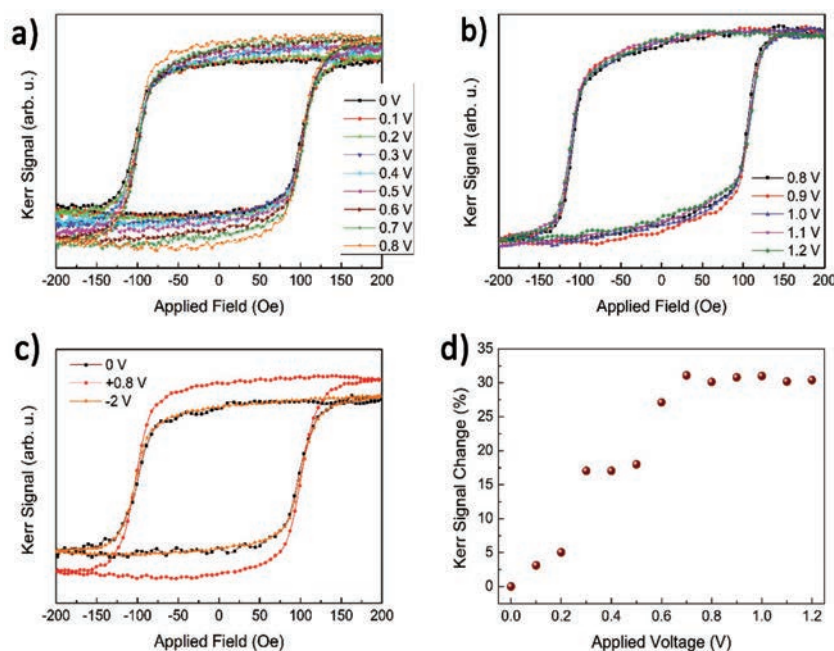 a)
Kerr Signal (arb. u.)
0 V
0.1 V
0.2 V
0.3 V
0.4 V
0.5 V
0.6 V
0.7 V
0.8 V
-200 -150 -100 -50 0 50 100 150 200
Applied Field (Oe)
b)
Kerr Signal (arb. u.)
0.8 V
0.9 V
1.0 V
1.1 V
1.2 V
-200 -150 -100 -50 0 50 100 150 200
Applied Field (Oe)
c)
Kerr Signal (arb. u.)
0 V
+0.8 V
-2 V
-200 -150 -100 -50 0 50 100 150 200
Applied Field (Oe)
d)
Kerr Signal Change (%)
35
30
25
20
15
10
5
0
0.0 0.2 0.4 0.6 0.8 1.0 1.2
Applied Voltage (V)